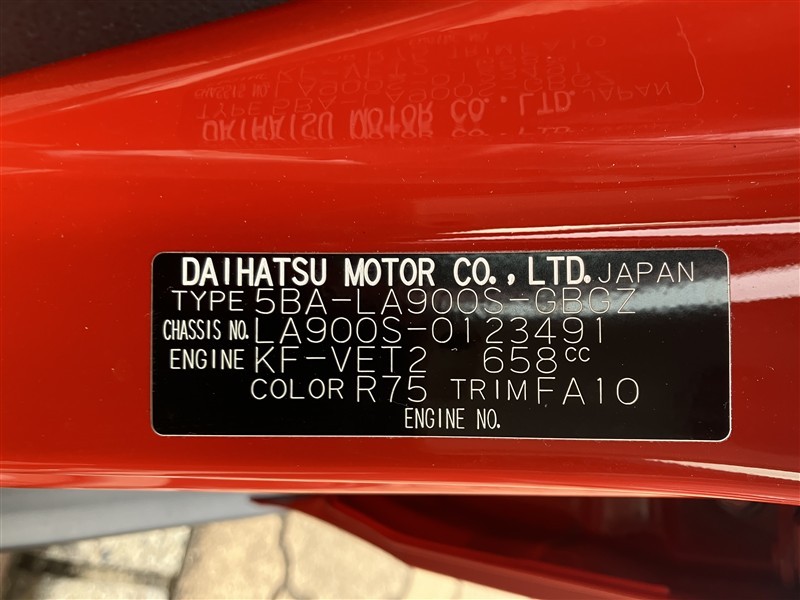 DAIHATSU MOTOR CO., LTD. JAPAN
TYPE 5BA-LA900S-GBGZ
CHASSIS NO. LA900S-0123491
ENGINE KF-VET2 658cc
COLOR R75 TRIM FA10
ENGINE NO.